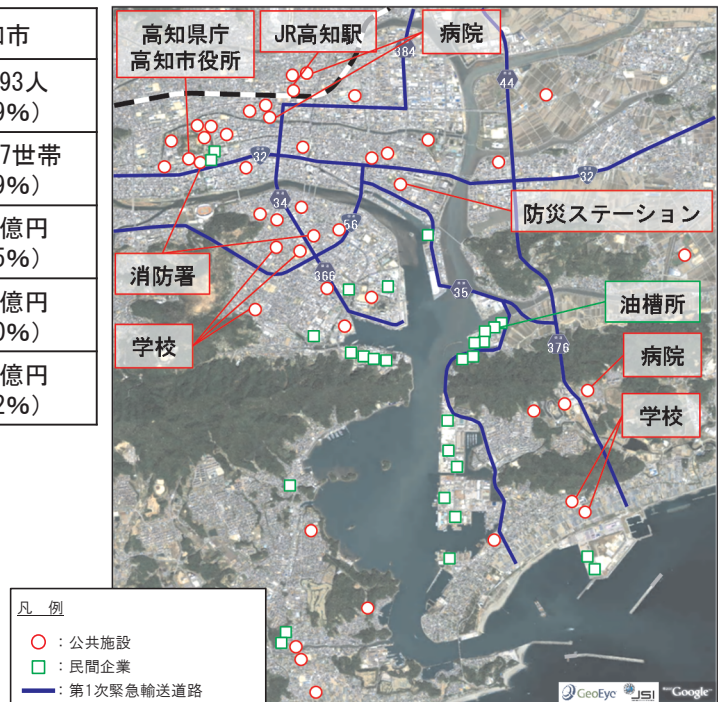 知市
93人
9%)
7世帯
9%)
億円
5%)
億円
0%)
億円
2%)
高知県庁
高知市役所
JR高知駅
病院
384
44
32
32
34
56
防災ステーション
消防署
366
35
油槽所
学校
376
病院
学校
凡 例
：公共施設
：民間企業
：第1次緊急輸送道路
GeoEye
JSI
Google